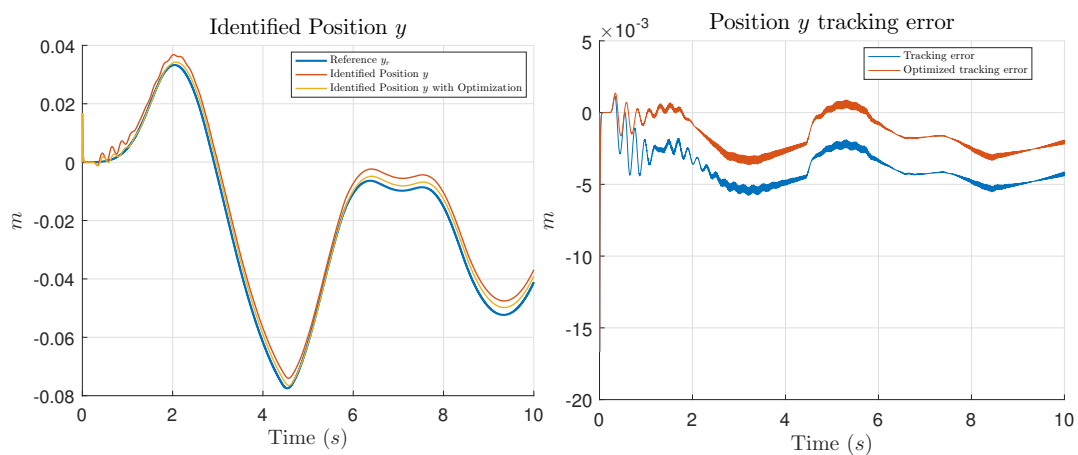 Identified Position y
0.04
0.02
0
-0.02
-0.04
-0.06
-0.08
m
Reference y_r
Identified Position y
Identified Position y with Optimization
0
2
4
6
8
10
Time (s)
Position y tracking error
×10^-3
5
0
-5
-10
-15
-20
m
Tracking error
Optimized tracking error
0
2
4
6
8
10
Time (s)